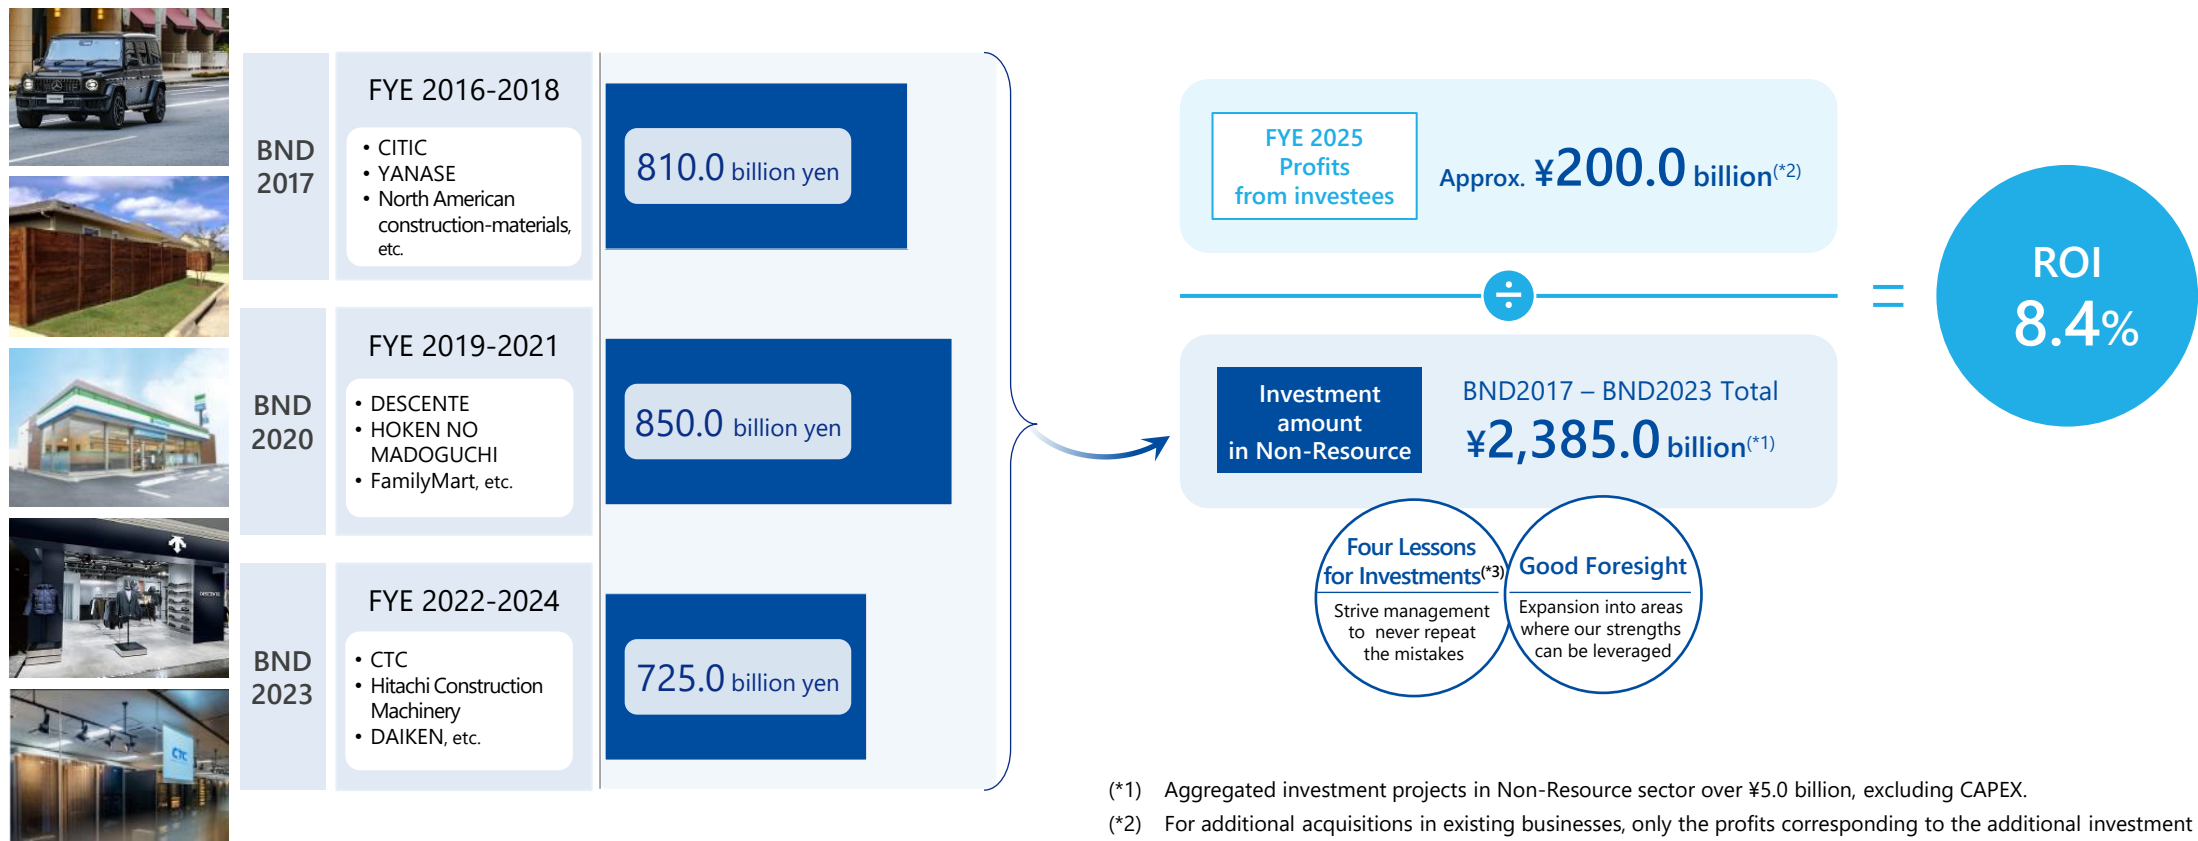 BND
2017
FYE 2016-2018
• CITIC
• YANASE
• North American
construction-materials,
etc.
810.0 billion yen
BND
2020
FYE 2019-2021
• DESCENTE
• HOKEN NO
MADOGUCHI
• FamilyMart, etc.
850.0 billion yen
BND
2023
FYE 2022-2024
• CTC
• Hitachi Construction
Machinery
• DAIKEN, etc.
725.0 billion yen
DESCENTE
CTC
FYE 2025
Profits
from investees
Approx. ¥200.0 billion(*2)
÷
Investment
amount
in Non-Resource
BND2017 – BND2023 Total
¥2,385.0 billion(*1)
=
ROI
8.4%
Four Lessons
for Investments(*3)
Strive management
to never repeat
the mistakes
Good Foresight
Expansion into areas
where our strengths
can be leveraged
(*1) Aggregated investment projects in Non-Resource sector over ¥5.0 billion, excluding CAPEX.
(*2) For additional acquisitions in existing businesses, only the profits corresponding to the additional investment